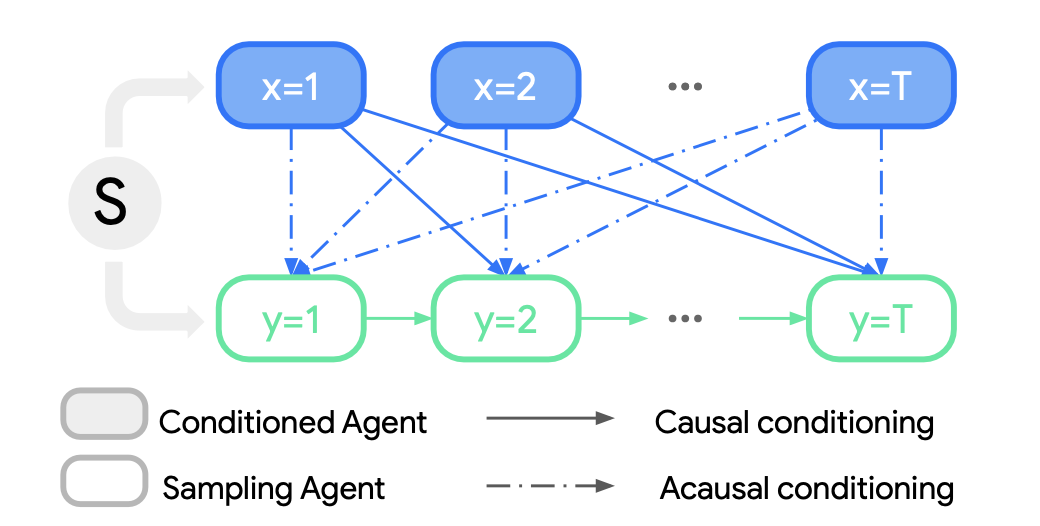 x=1 x=2 ... x=T
S
y=1 y=2 ... y=T
Conditioned Agent Causal conditioning
Sampling Agent Acausal conditioning